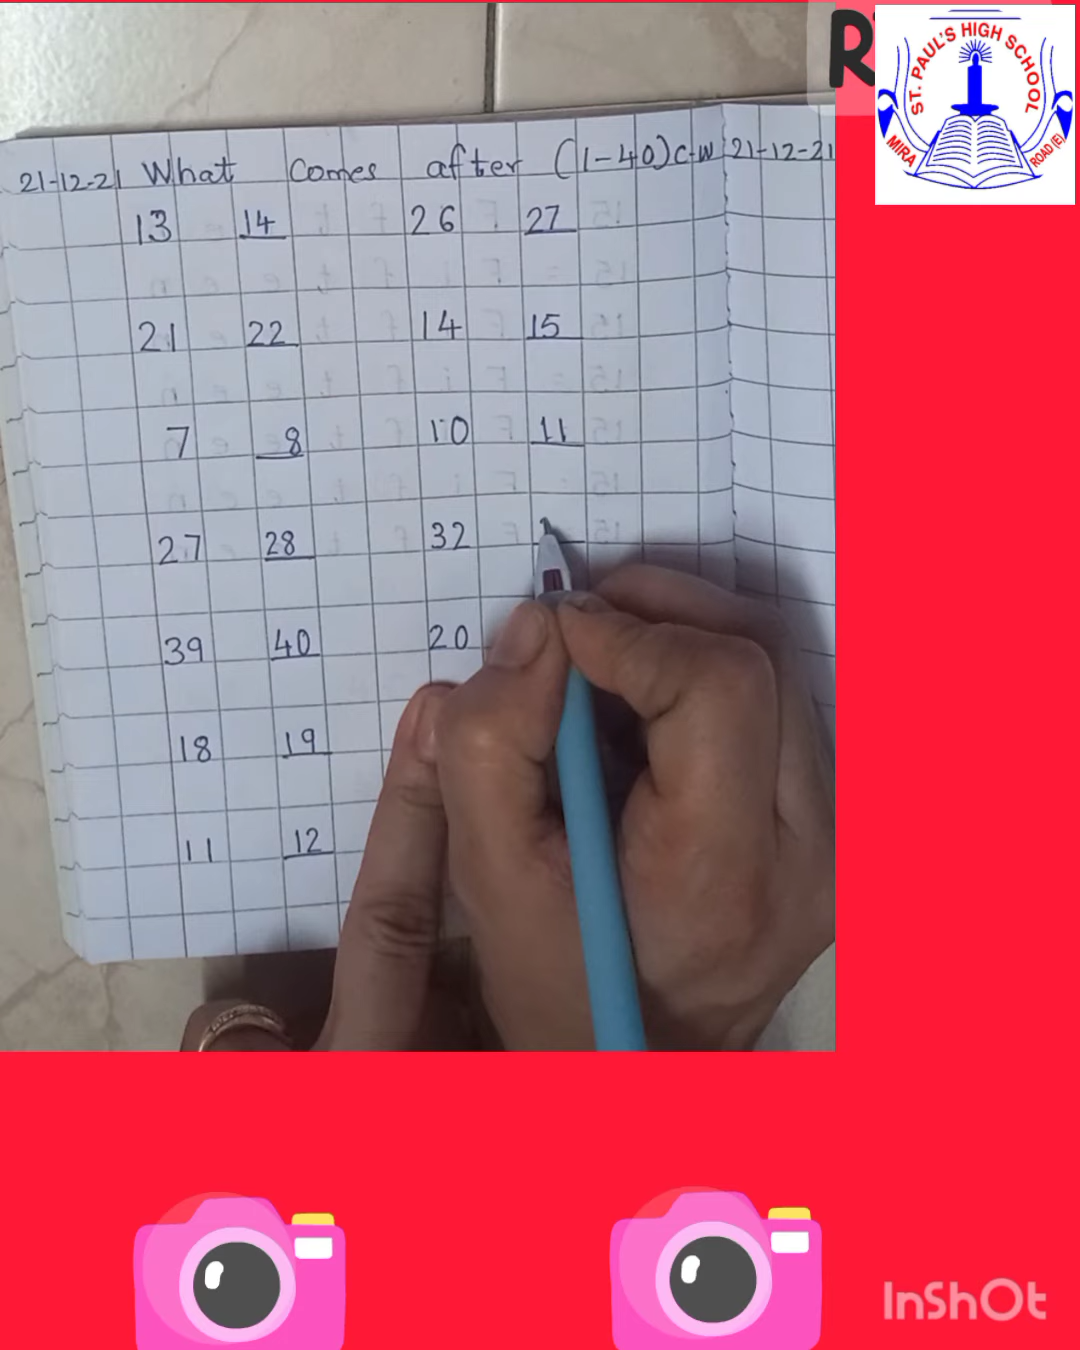 R
ST. PAUL'S HIGH SCHOOL
MIRA ROAD (E)
21-12-21 What comes after (1-40) C-W 21-12-21
13 14 26 27
21 22 14 15
7 8 10 11
27 28 32
39 40 20
18 19
11 12
InShOt